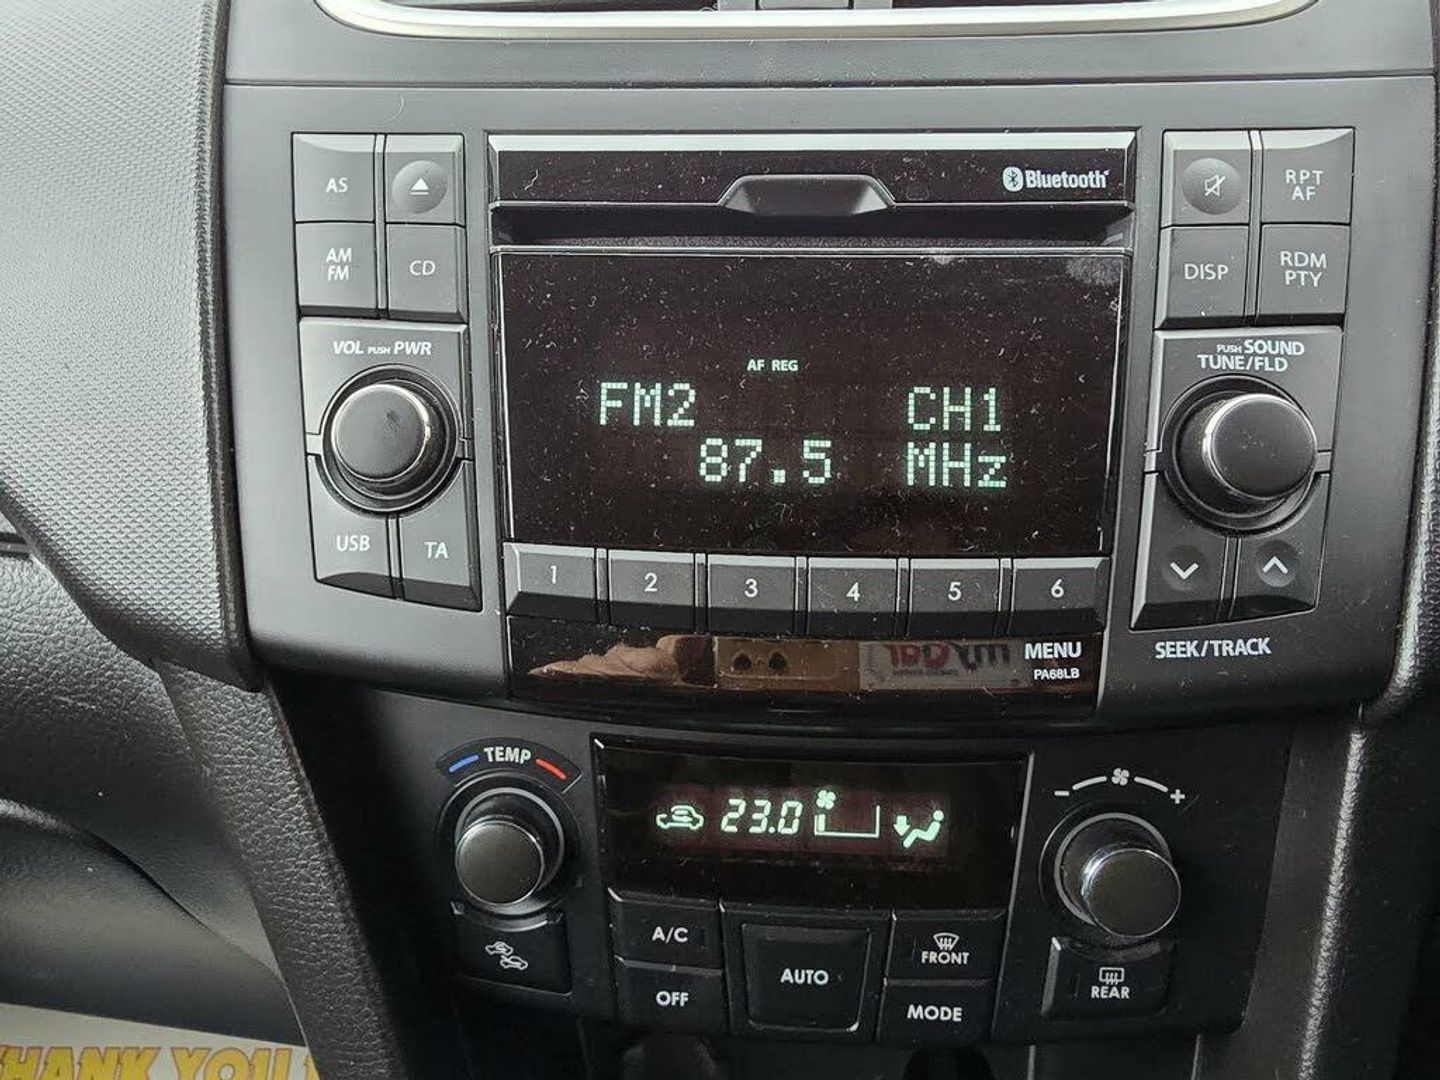 Bluetooth
AS
AM
FM
CD
RPT
AF
DISP
RDM
PTY
VOL PUSH PWR
PUSH SOUND
TUNE/FLD
AF REG
FM2 CH1
87.5 MHz
USB
TA
1 2 3 4 5 6
MENU
PA68LB
SEEK/TRACK
TEMP
23.0
- +
A/C
AUTO
FRONT
OFF
MODE
REAR
THANK YOU